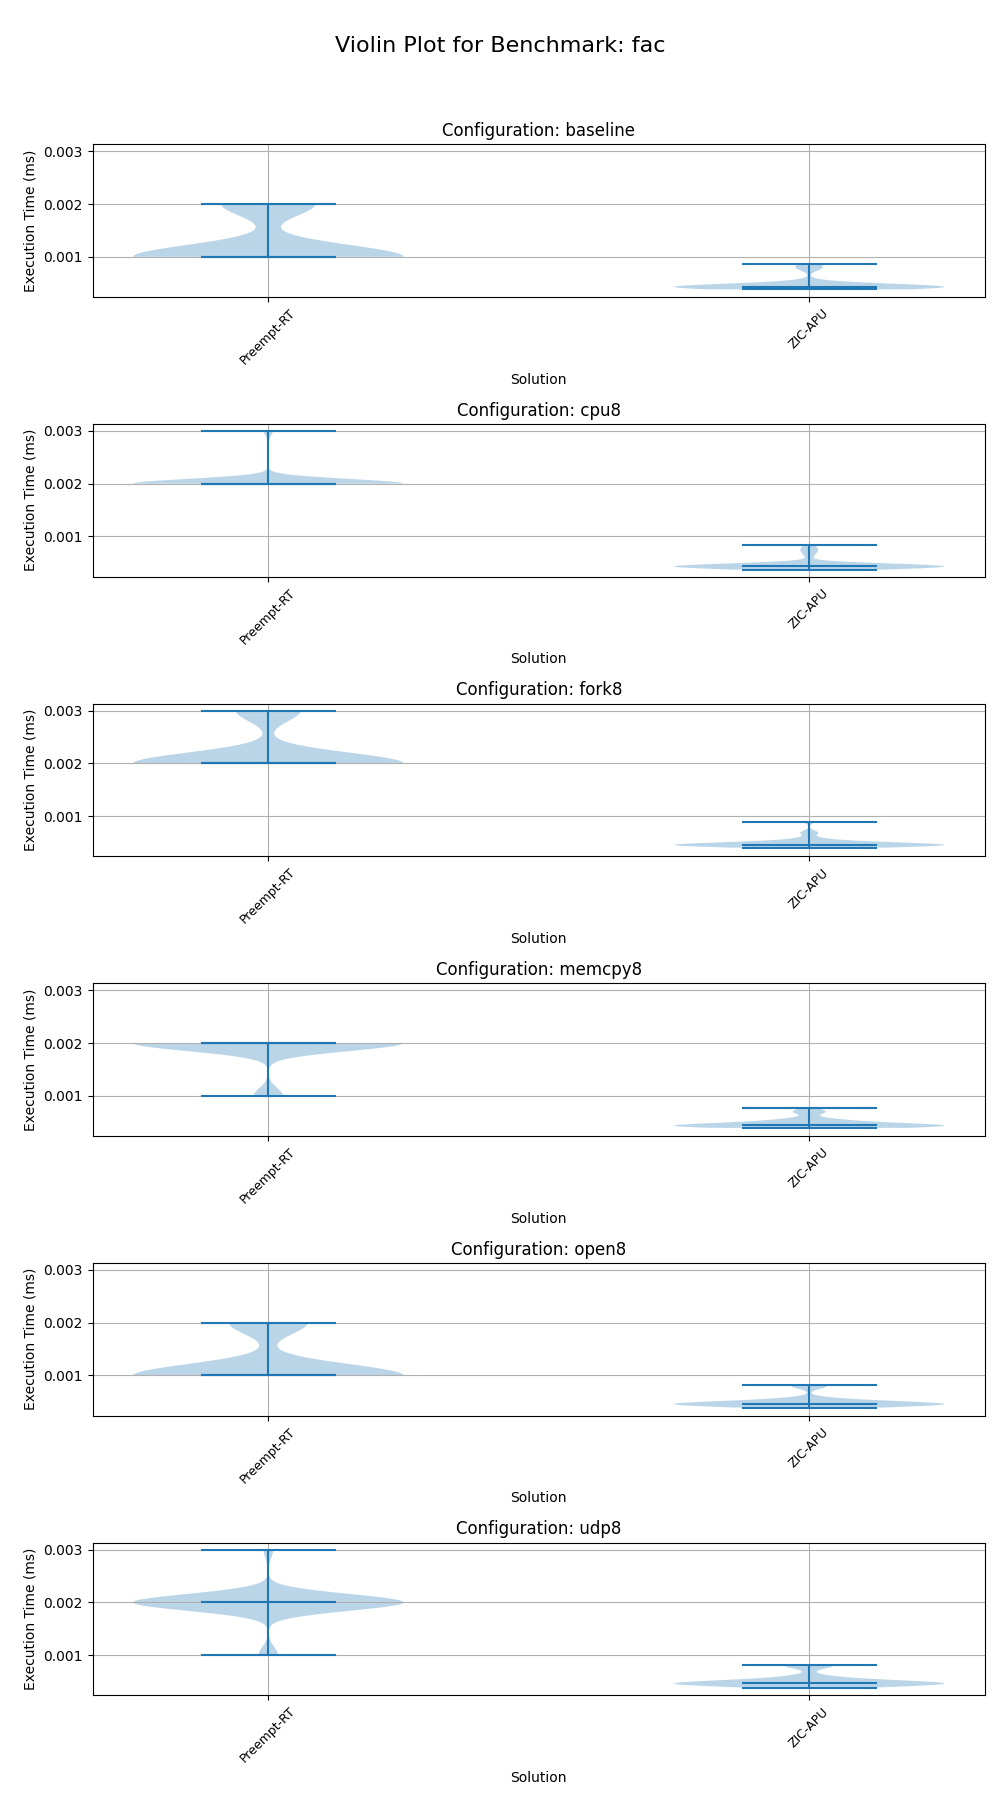 Violin Plot for Benchmark: fac
Configuration: baseline
Execution Time (ms)
0.003
0.002
0.001
Preempt-RT
ZIC-APU
Solution
Configuration: cpu8
Execution Time (ms)
0.003
0.002
0.001
Preempt-RT
ZIC-APU
Solution
Configuration: fork8
Execution Time (ms)
0.003
0.002
0.001
Preempt-RT
ZIC-APU
Solution
Configuration: memcpy8
Execution Time (ms)
0.003
0.002
0.001
Preempt-RT
ZIC-APU
Solution
Configuration: open8
Execution Time (ms)
0.003
0.002
0.001
Preempt-RT
ZIC-APU
Solution
Configuration: udp8
Execution Time (ms)
0.003
0.002
0.001
Preempt-RT
ZIC-APU
Solution